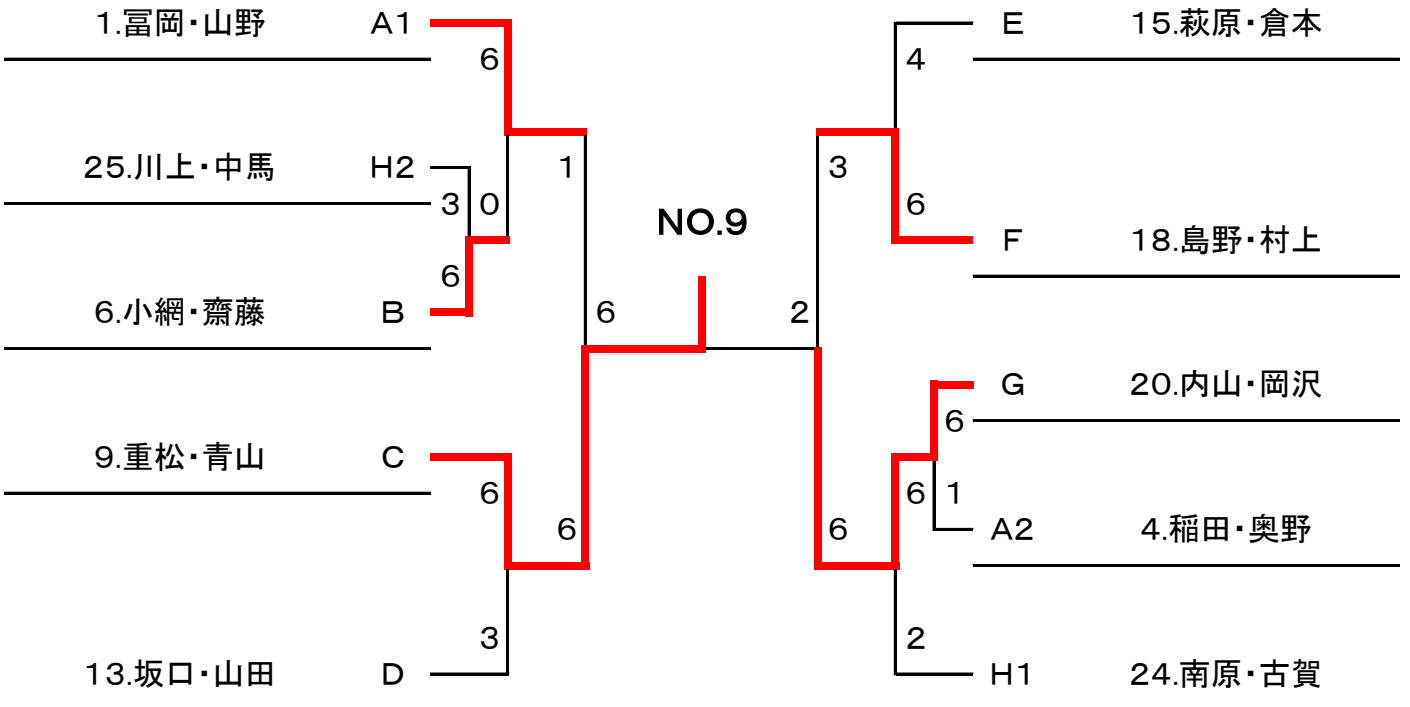 1.冨岡・山野 A1
6
25.川上・中馬 H2
3 0
6
6.小網・齋藤 B
1
9.重松・青山 C
6
6
3
13.坂口・山田 D
NO.9
6 2
E 15.萩原・倉本
4
3
6
F 18.島野・村上
G 20.内山・岡沢
6
6 1
A2 4.稲田・奥野
6
2
H1 24.南原・古賀